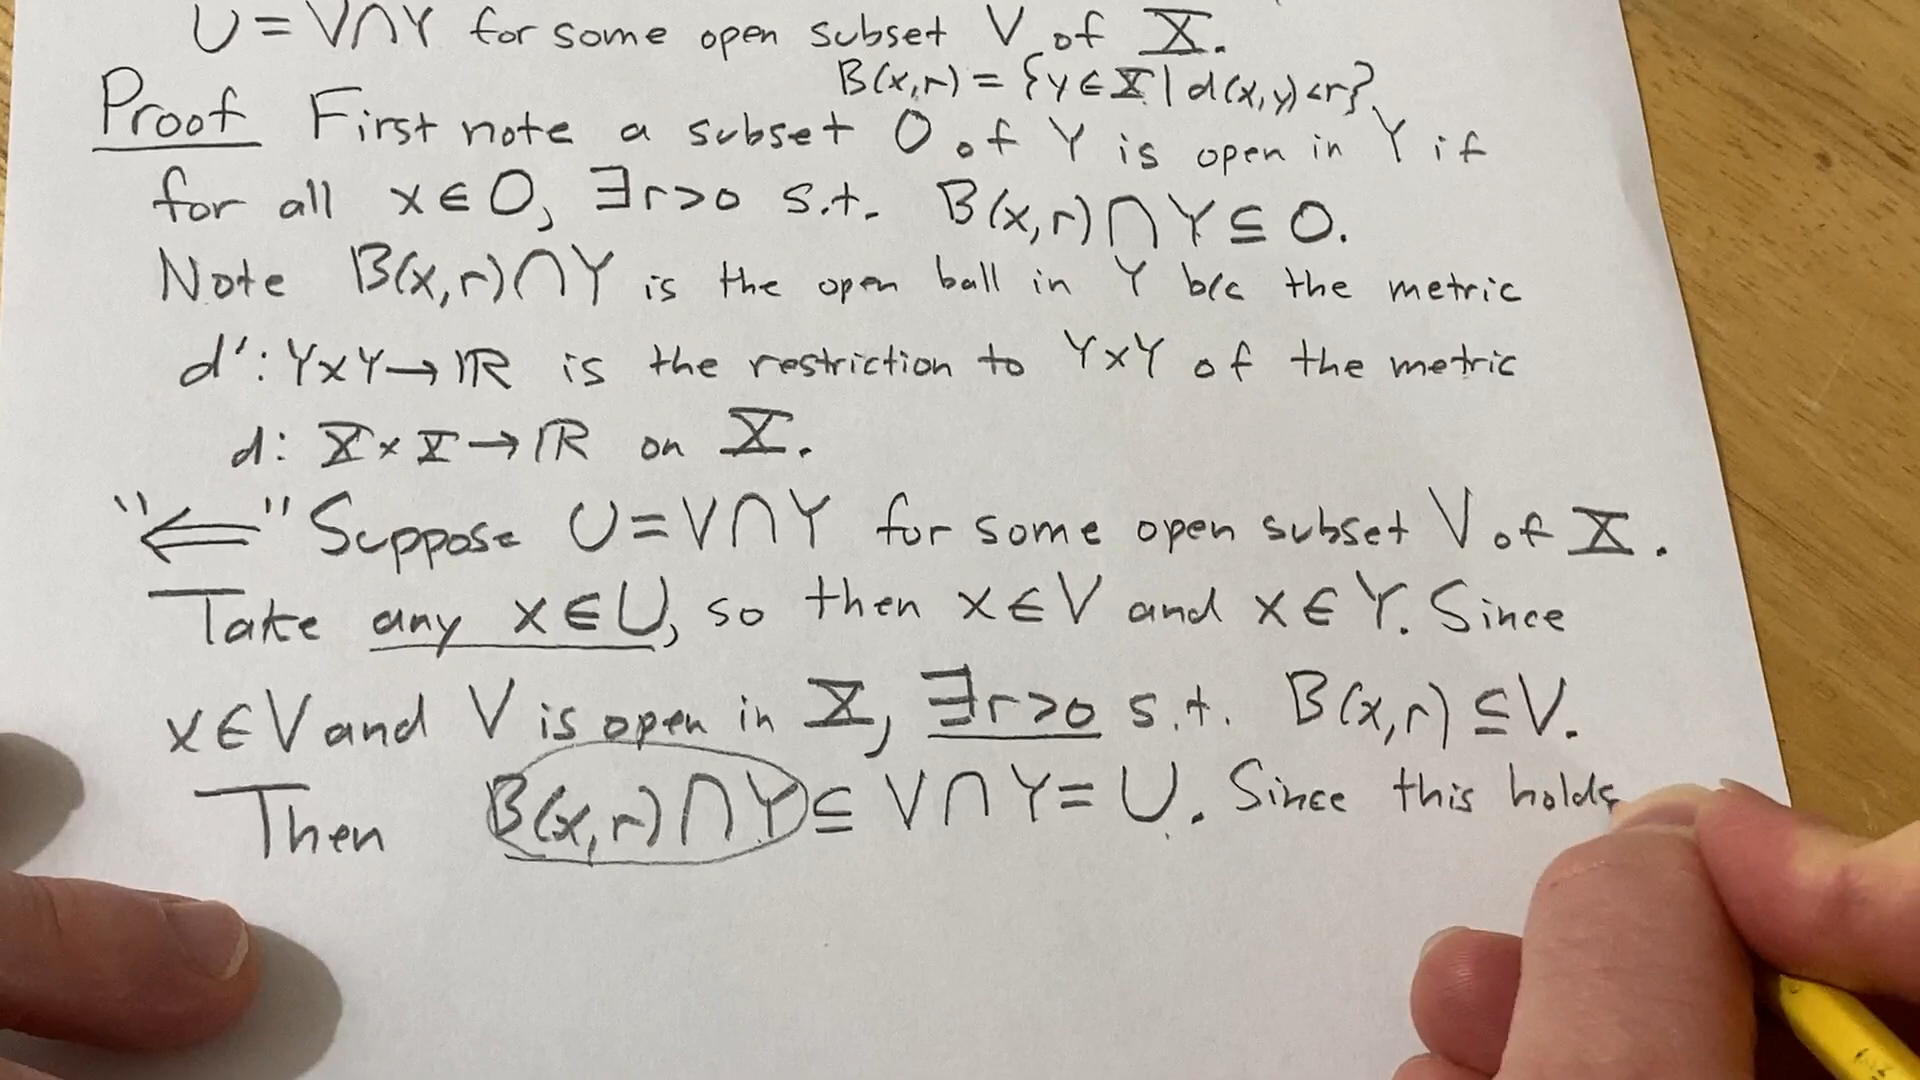 U = V∩Y for some open subset V of X.
B(x,r) = {y ∈ X | d(x,y) < r}
Proof First note a subset O of Y is open in Y if
for all x ∈ O, ∃r>0 s.t. B(x,r)∩Y ⊆ O.
Note B(x,r)∩Y is the open ball in Y b/c the metric
d': Y×Y → ℝ is the restriction to Y×Y of the metric
d: X×X → ℝ on X.
"⟸" Suppose U = V∩Y for some open subset V of X.
Take any x ∈ U, so then x ∈ V and x ∈ Y. Since
x ∈ V and V is open in X, ∃r>0 s.t. B(x,r) ⊆ V.
Then B(x,r)∩Y ⊆ V∩Y = U. Since this holds